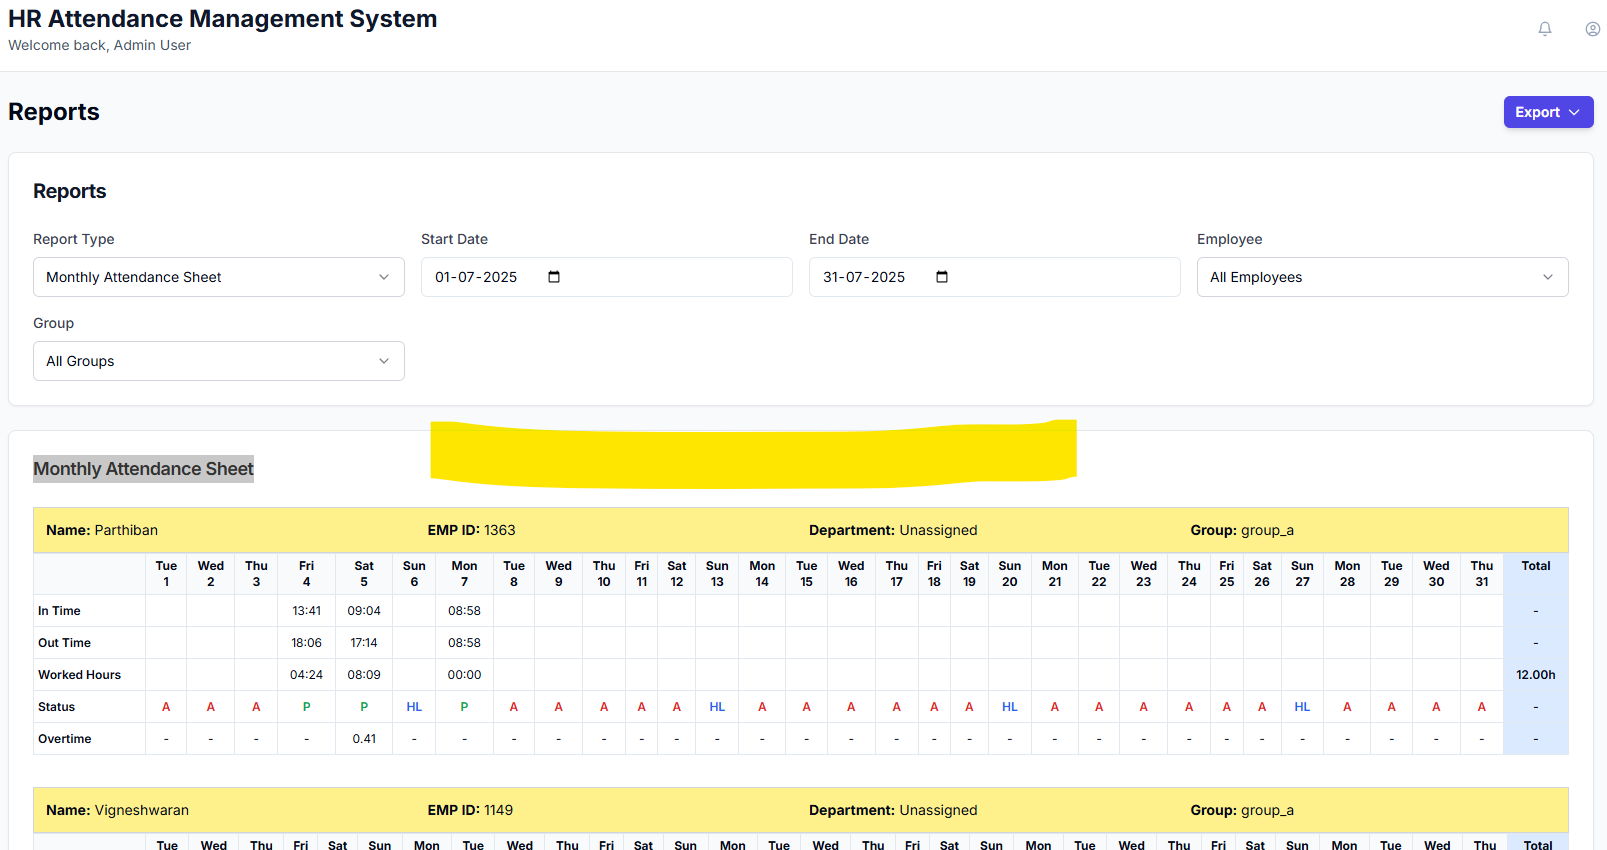 HR Attendance Management System
Welcome back, Admin User
Reports
Export
Reports
Report Type
Start Date
End Date
Employee
Monthly Attendance Sheet
01-07-2025
31-07-2025
All Employees
Group
All Groups
Monthly Attendance Sheet
Name: Parthiban EMP ID: 1363 Department: Unassigned Group: group_a
Tue Wed Thu Fri Sat Sun Mon Tue Wed Thu Fri Sat Sun Mon Tue Wed Thu Fri Sat Sun Mon Tue Wed Thu Fri Sat Sun Mon Tue Wed Thu Total
1 2 3 4 5 6 7 8 9 10 11 12 13 14 15 16 17 18 19 20 21 22 23 24 25 26 27 28 29 30 31
In Time 13:41 09:04 08:58 -
Out Time 18:06 17:14 08:58 -
Worked Hours 04:24 08:09 00:00 12.00h
Status A A A P P HL P A A A A A HL A A A A A A HL A A A A A A HL A A A A -
Overtime - - - - 0.41 - - - - - - - - - - - - - - - - - - - - - - - - - - -
Name: Vigneshwaran EMP ID: 1149 Department: Unassigned Group: group_a
Tue Wed Thu Fri Sat Sun Mon Tue Wed Thu Fri Sat Sun Mon Tue Wed Thu Fri Sat Sun Mon Tue Wed Thu Fri Sat Sun Mon Tue Wed Thu Total